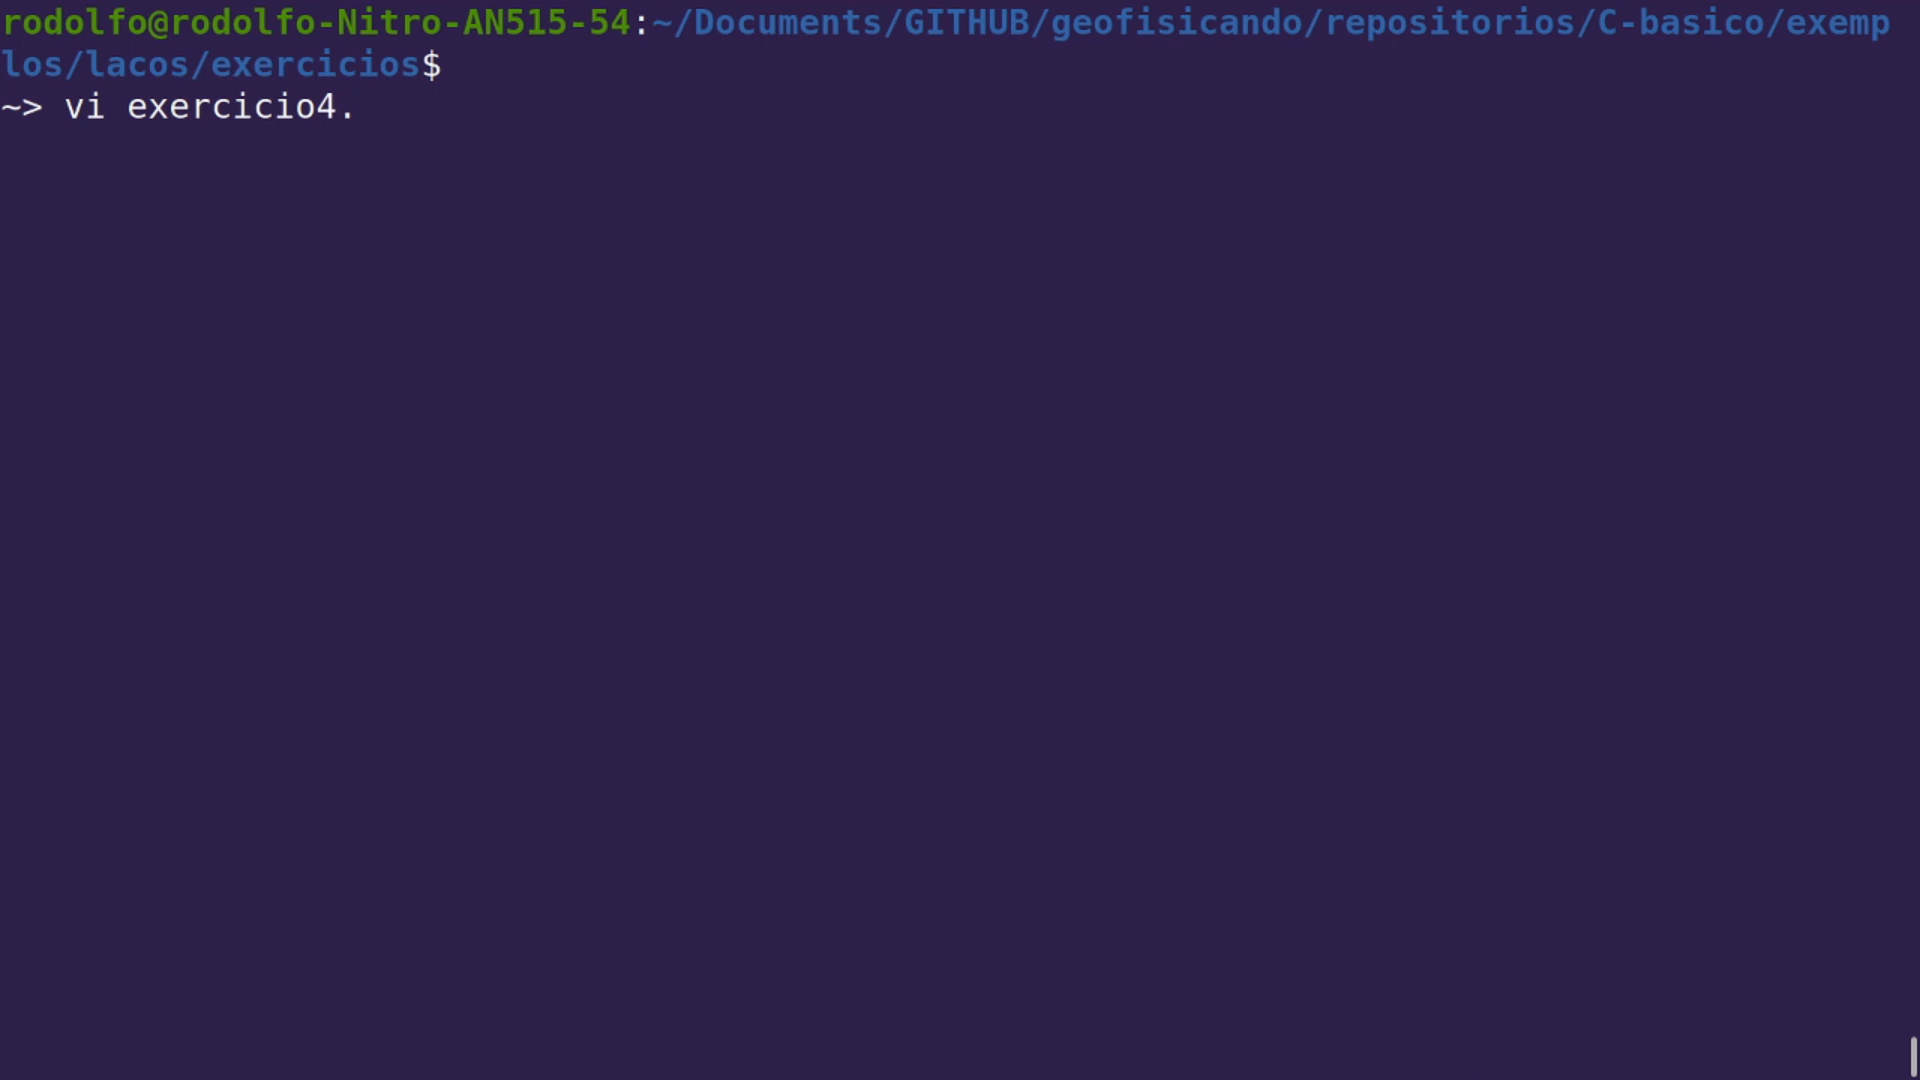 rodolfo@rodolfo-Nitro-AN515-54:~/Documents/GITHUB/geofisicando/repositorios/C-basico/exemp
los/lacos/exercicios$
~> vi exercicio4.